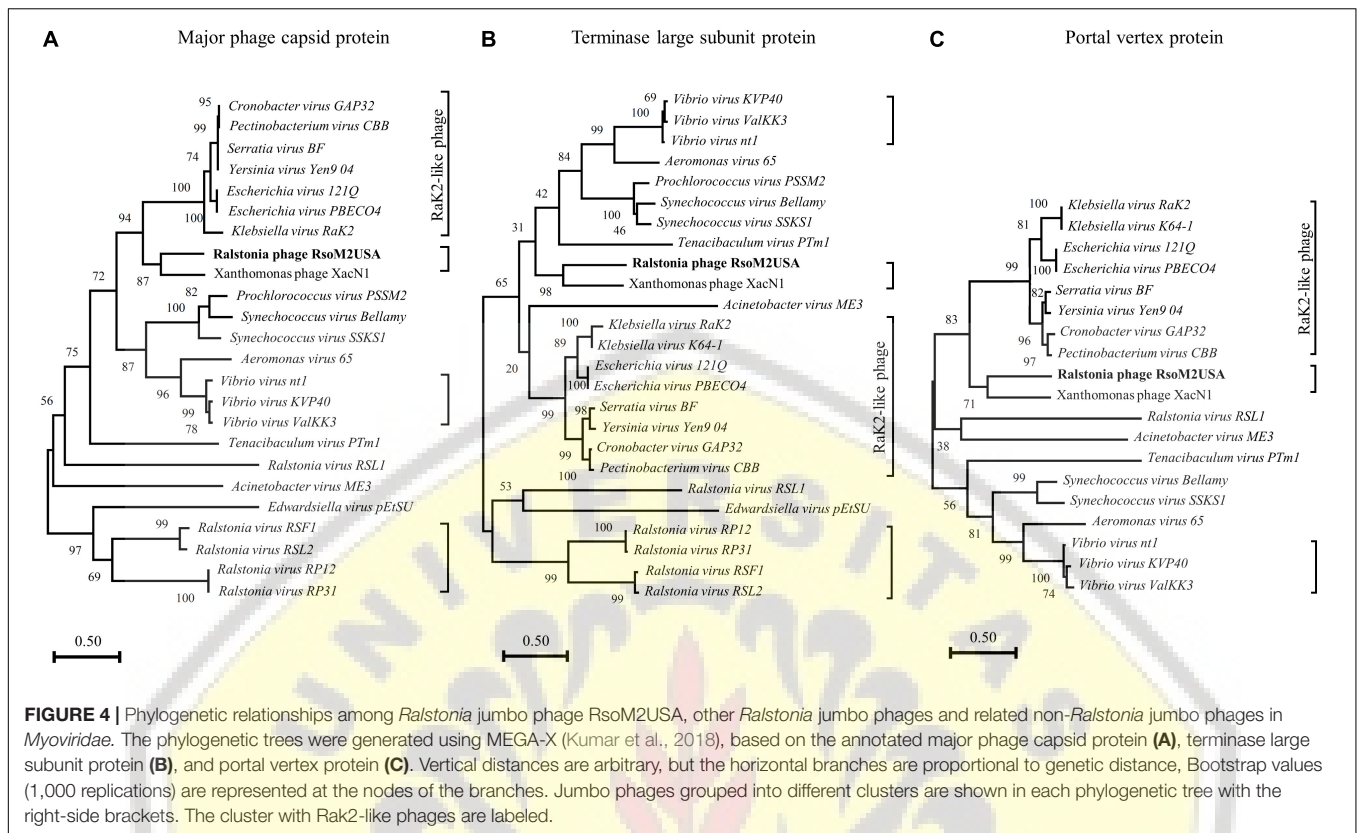 A Major phage capsid protein
95
Cronobacter virus GAP32
99
Pectinobacterium virus CBB
Serratia virus BF
74
Yersinia virus Yen9 04
100
Escherichia virus 121Q
100
Escherichia virus PBECO4
94
Klebsiella virus RaK2
RaK2-like phage
Ralstonia phage RsoM2USA
72
87
Xanthomonas phage XacN1
82
Prochlorococcus virus PSSM2
100
Synechococcus virus Bellamy
Synechococcus virus SSKS1
75
87
Aeromonas virus 65
Vibrio virus nt1
96
56
Vibrio virus KVP40
99
Vibrio virus ValKK3
78
Tenacibaculum virus PTm1
Ralstonia virus RSL1
Acinetobacter virus ME3
Edwardsiella virus pEtSU
99
Ralstonia virus RSF1
97
Ralstonia virus RSL2
69
Ralstonia virus RP12
Ralstonia virus RP31
100
0.50
B Terminase large subunit protein
69
Vibrio virus KVP40
100
Vibrio virus ValKK3
99
Vibrio virus nt1
84
Aeromonas virus 65
Prochlorococcus virus PSSM2
42
Synechococcus virus Bellamy
100
Synechococcus virus SSKS1
46
31
Tenacibaculum virus PTm1
Ralstonia phage RsoM2USA
65
98
Xanthomonas phage XacN1
Acinetobacter virus ME3
100
Klebsiella virus RaK2
89
Klebsiella virus K64-1
20
Escherichia virus 121Q
100
Escherichia virus PBECO4
99
98
Serratia virus BF
Yersinia virus Yen9 04
99
Cronobacter virus GAP32
Pectinobacterium virus CBB
100
RaK2-like phage
53
Ralstonia virus RSL1
Edwardsiella virus pEtSU
100
Ralstonia virus RP12
Ralstonia virus RP31
99
Ralstonia virus RSF1
Ralstonia virus RSL2
99
0.50
C Portal vertex protein
100
Klebsiella virus RaK2
81
Klebsiella virus K64-1
Escherichia virus 121Q
99
100
Escherichia virus PBECO4
82
Serratia virus BF
Yersinia virus Yen9 04
83
Cronobacter virus GAP32
96
Pectinobacterium virus CBB
97
RaK2-like phage
Ralstonia phage RsoM2USA
Xanthomonas phage XacN1
71
Ralstonia virus RSL1
Acinetobacter virus ME3
38
Tenacibaculum virus PTm1
99
Synechococcus virus Bellamy
Synechococcus virus SSKS1
56
Aeromonas virus 65
81
Vibrio virus nt1
99
Vibrio virus KVP40
100
Vibrio virus ValKK3
74
0.50
UNIVERSITAS
FIGURE 4 | Phylogenetic relationships among Ralstonia jumbo phage RsoM2USA, other Ralstonia jumbo phages and related non-Ralstonia jumbo phages in
Myoviridae. The phylogenetic trees were generated using MEGA-X (Kumar et al., 2018), based on the annotated major phage capsid protein (A), terminase large
subunit protein (B), and portal vertex protein (C). Vertical distances are arbitrary, but the horizontal branches are proportional to genetic distance, Bootstrap values
(1,000 replications) are represented at the nodes of the branches. Jumbo phages grouped into different clusters are shown in each phylogenetic tree with the
right-side brackets. The cluster with Rak2-like phages are labeled.